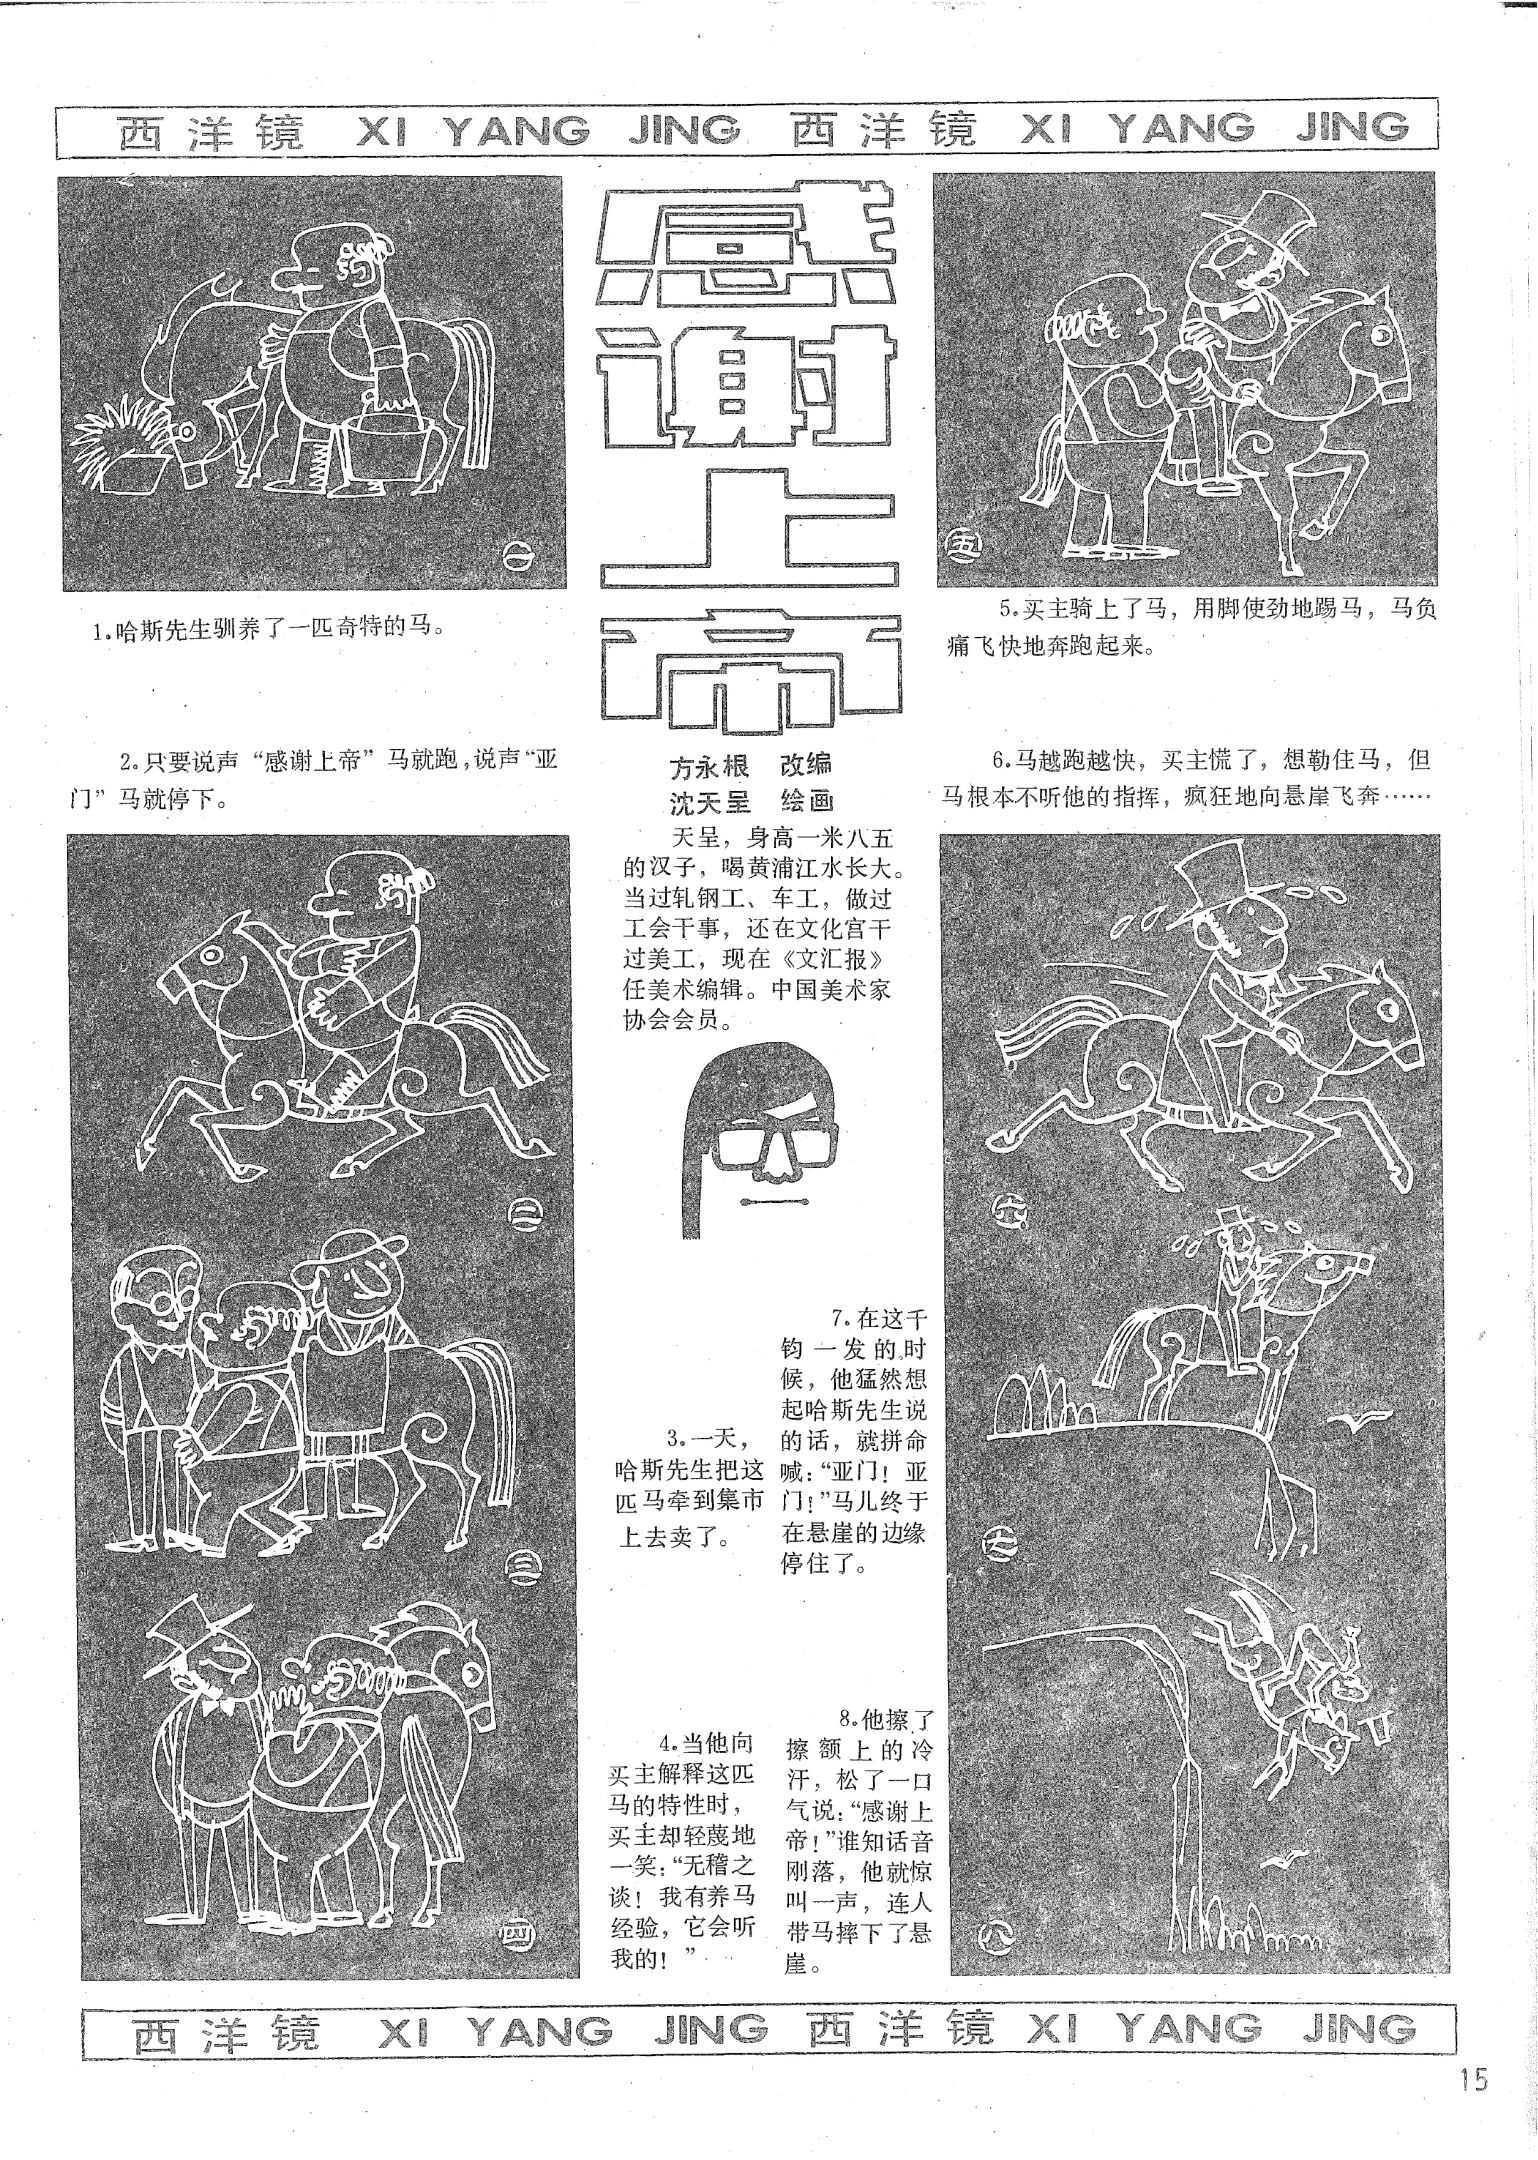 西洋镜 XI YANG JING 西洋镜 XI YANG JING
感
谢
上
帝
方永根 改编
沈天呈 绘画
天呈，身高一米八五
的汉子，喝黄浦江水长大。
当过轧钢工、车工，做过
工会干事，还在文化宫干
过美工，现在《文汇报》
任美术编辑。中国美术家
协会会员。
一
1.哈斯先生驯养了一匹奇特的马。
2.只要说声“感谢上帝”马就跑，说声“亚
门”马就停下。
二
三
3.一天，
哈斯先生把这
匹马牵到集市
上去卖了。
四
4.当他向
买主解释这匹
马的特性时，
买主却轻蔑地
一笑：“无稽之
谈！我有养马
经验，它会听
我的！”
五
5.买主骑上了马，用脚使劲地踢马，马负
痛飞快地奔跑起来。
6.马越跑越快，买主慌了，想勒住马，但
马根本不听他的指挥，疯狂地向悬崖飞奔……
六
7.在这千
钧一发的时
候，他猛然想
起哈斯先生说
的话，就拼命
喊：“亚门！亚
门！”马儿终于
在悬崖的边缘
停住了。
七
8.他擦了
擦额上的冷
汗，松了一口
气说：“感谢上
帝！”谁知话音
刚落，他就惊
叫一声，连人
带马摔下了悬
崖。
八
西洋镜 XI YANG JING 西洋镜 XI YANG JING
15